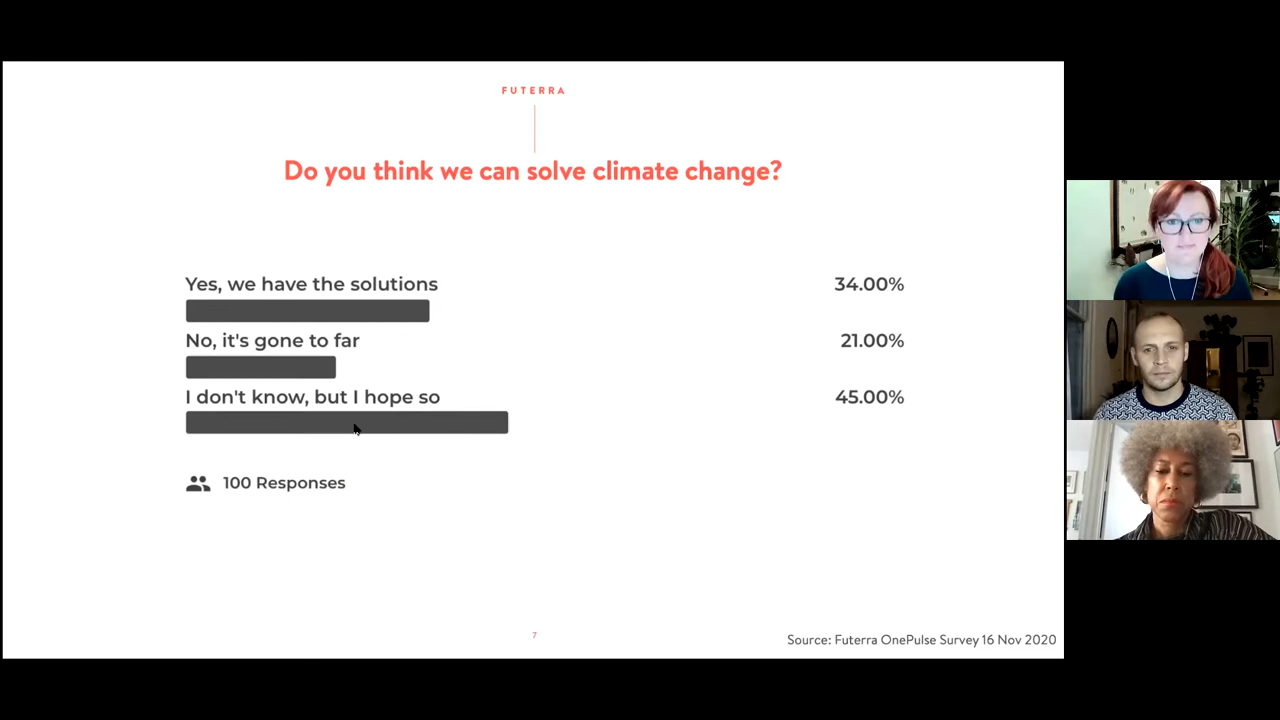 FUTERRA
Do you think we can solve climate change?
Yes, we have the solutions 34.00%
No, it's gone to far 21.00%
I don't know, but I hope so 45.00%
100 Responses
7
Source: Futerra OnePulse Survey 16 Nov 2020